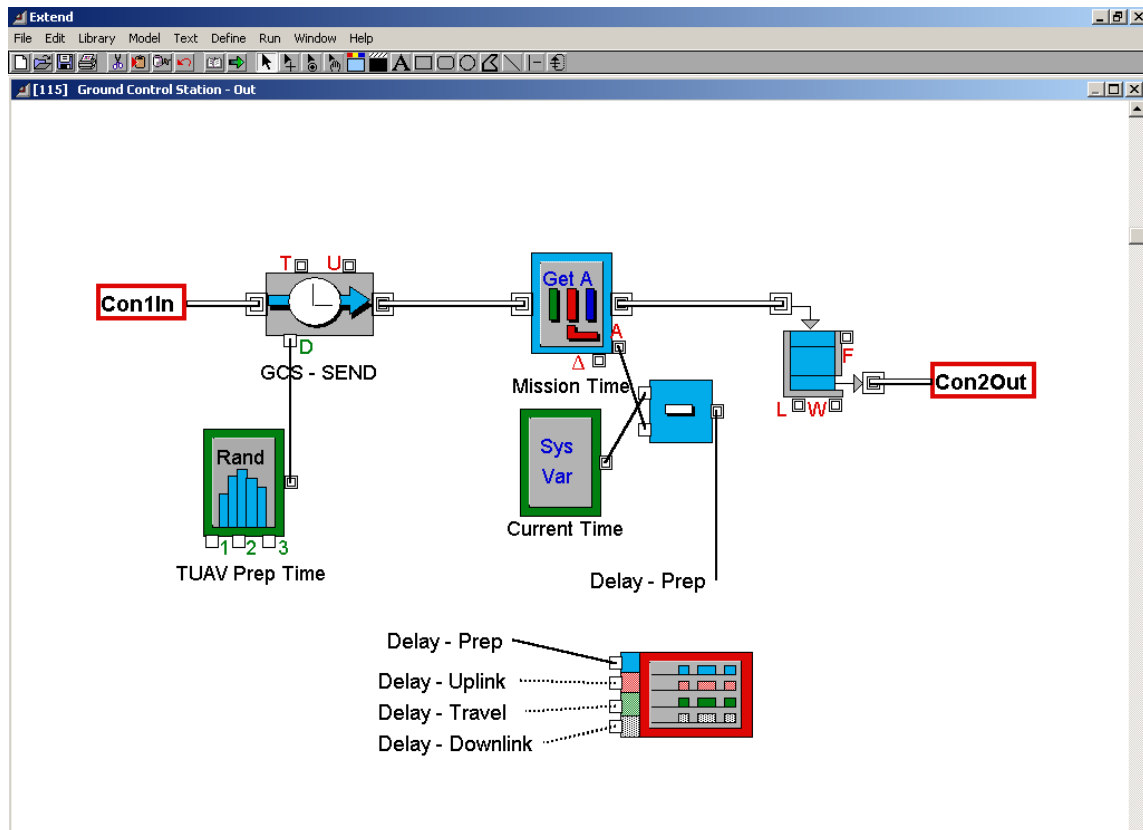 Extend
File Edit Library Model Text Define Run Window Help
A
[115] Ground Control Station - Out
T U
Con1In
D
GCS - SEND
Get A
A
Δ
Mission Time
F
L W
Con2Out
Rand
1 2 3
TUAV Prep Time
Sys
Var
Current Time
Delay - Prep
Delay - Prep
Delay - Uplink
Delay - Travel
Delay - Downlink